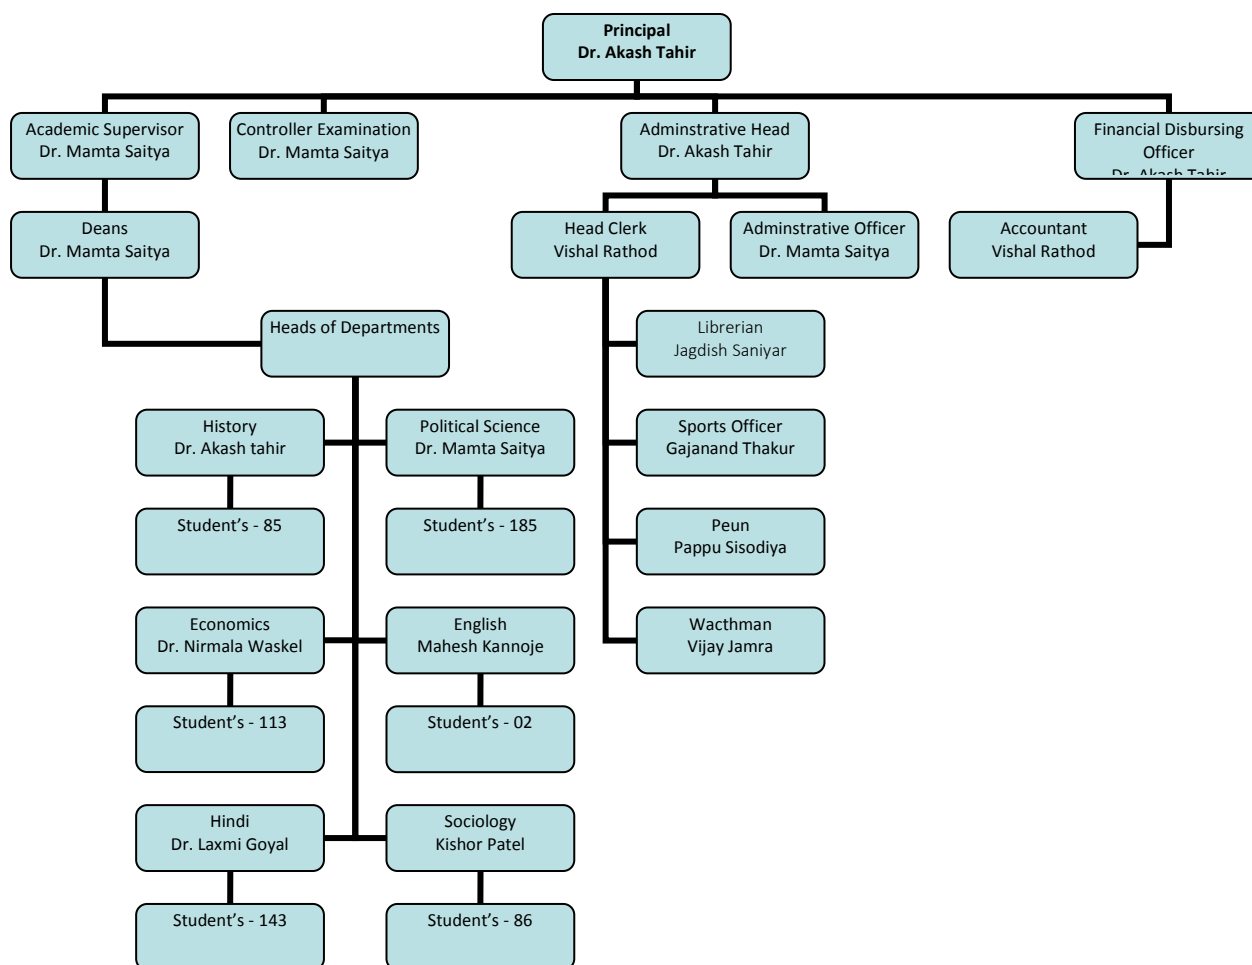 Principal
Dr. Akash Tahir
Academic Supervisor
Dr. Mamta Saitya
Controller Examination
Dr. Mamta Saitya
Adminstrative Head
Dr. Akash Tahir
Financial Disbursing
Officer
Dr. Akash Tahir
Deans
Dr. Mamta Saitya
Head Clerk
Vishal Rathod
Adminstrative Officer
Dr. Mamta Saitya
Accountant
Vishal Rathod
Heads of Departments
Librerian
Jagdish Saniyar
History
Dr. Akash tahir
Political Science
Dr. Mamta Saitya
Sports Officer
Gajanand Thakur
Student's - 85
Student's - 185
Peun
Pappu Sisodiya
Economics
Dr. Nirmala Waskel
English
Mahesh Kannoje
Wacthman
Vijay Jamra
Student's - 113
Student's - 02
Hindi
Dr. Laxmi Goyal
Sociology
Kishor Patel
Student's - 143
Student's - 86